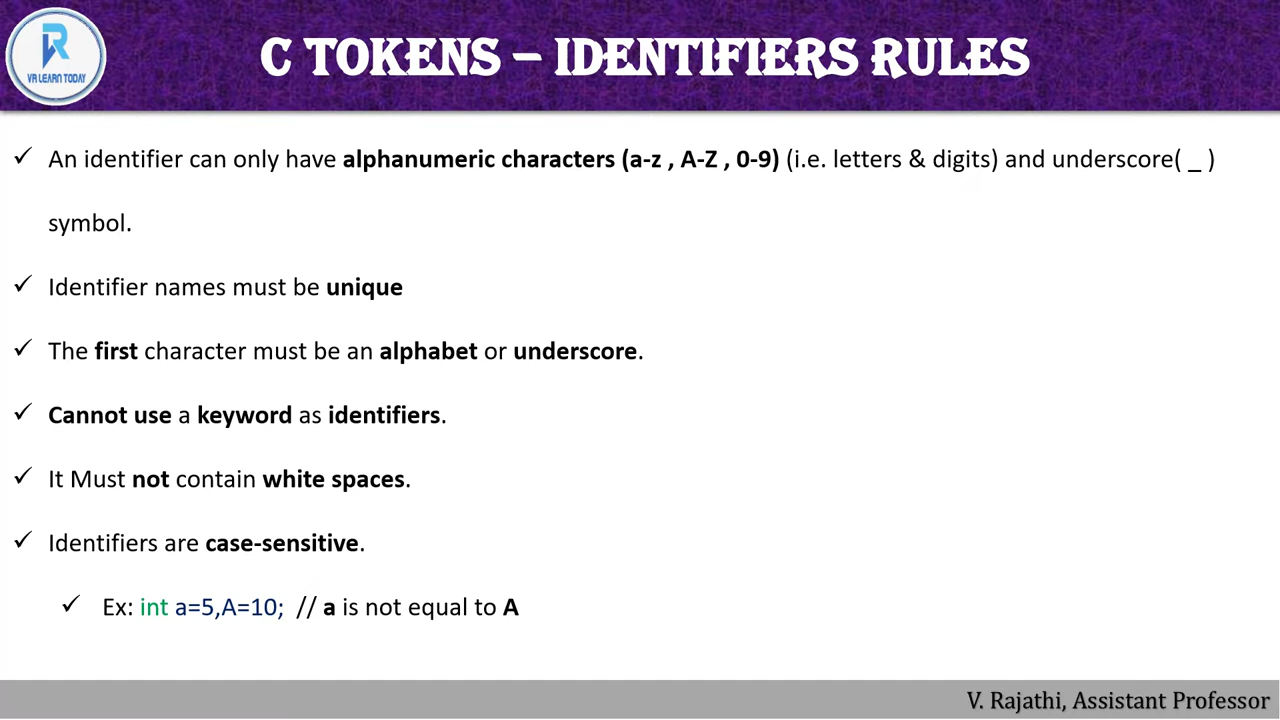 VR LEARN TODAY
C TOKENS – IDENTIFIERS RULES
✓ An identifier can only have alphanumeric characters (a-z , A-Z , 0-9) (i.e. letters & digits) and underscore( _ )
symbol.
✓ Identifier names must be unique
✓ The first character must be an alphabet or underscore.
✓ Cannot use a keyword as identifiers.
✓ It Must not contain white spaces.
✓ Identifiers are case-sensitive.
✓ Ex: int a=5,A=10; // a is not equal to A
V. Rajathi, Assistant Professor